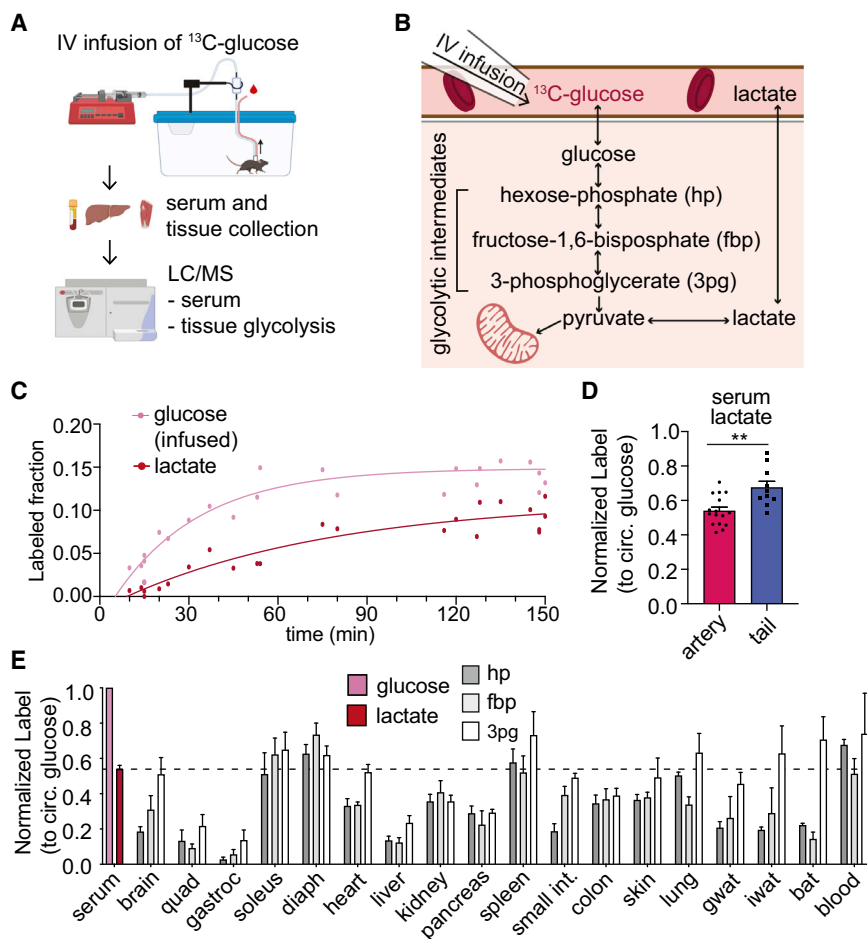 A
IV infusion of ¹³C-glucose
serum and
tissue collection
LC/MS
- serum
- tissue glycolysis
B
IV infusion
¹³C-glucose
lactate
glucose
hexose-phosphate (hp)
fructose-1,6-bisposphate (fbp)
3-phosphoglycerate (3pg)
pyruvate
lactate
glycolytic intermediates
C
glucose
(infused)
lactate
Labeled fraction
0.20
0.15
0.10
0.05
0.00
0 30 60 90 120 150
time (min)
D
serum
lactate
**
Normalized Label
(to circ. glucose)
1.0
0.8
0.6
0.4
0.2
0.0
artery
tail
E
glucose
lactate
hp
fbp
3pg
Normalized Label
(to circ. glucose)
1.0
0.8
0.6
0.4
0.2
0.0
serum
brain
quad
gastroc
soleus
diaph
heart
liver
kidney
pancreas
spleen
small int.
colon
skin
lung
gwat
iwat
bat
blood